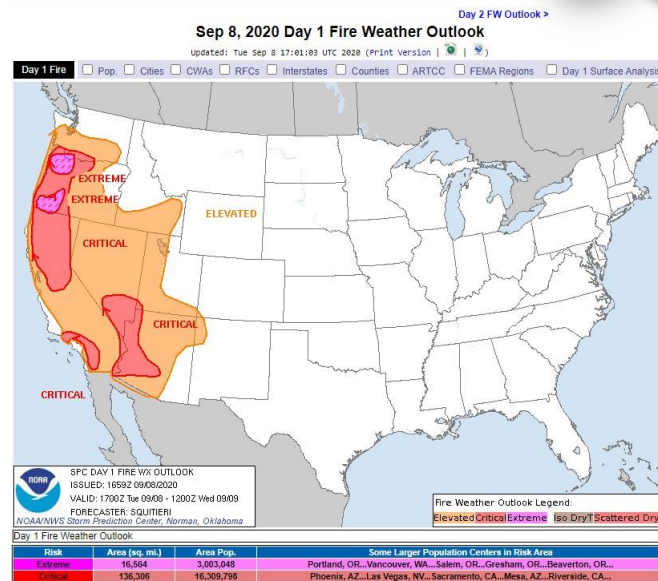 Day 2 FW Outlook >
Sep 8, 2020 Day 1 Fire Weather Outlook
Updated: Tue Sep 8 17:01:03 UTC 2020 (Print Version | | )
Day 1 Fire Pop. Cities CWAs RFCs Interstates Counties ARTCC FEMA Regions Day 1 Surface Analysis
EXTREME
EXTREME
ELEVATED
CRITICAL
CRITICAL
CRITICAL
NOAA
SPC DAY 1 FIRE WX OUTLOOK
ISSUED: 1659Z 09/08/2020
VALID: 1700Z Tue 09/08 - 1200Z Wed 09/09
FORECASTER: SQUITIERI
NOAA/NWS Storm Prediction Center, Norman, Oklahoma
Fire Weather Outlook Legend:
Elevated Critical Extreme Iso DryT Scattered Dry
Day 1 Fire Weather Outlook
Risk Area (sq. mi.) Area Pop. Some Larger Population Centers in Risk Area
Extreme 16,564 3,003,048 Portland, OR...Vancouver, WA...Salem, OR...Gresham, OR...Beaverton, OR...
Critical 136,306 16,309,798 Phoenix, AZ...Las Vegas, NV...Sacramento, CA...Mesa, AZ...Riverside, CA...